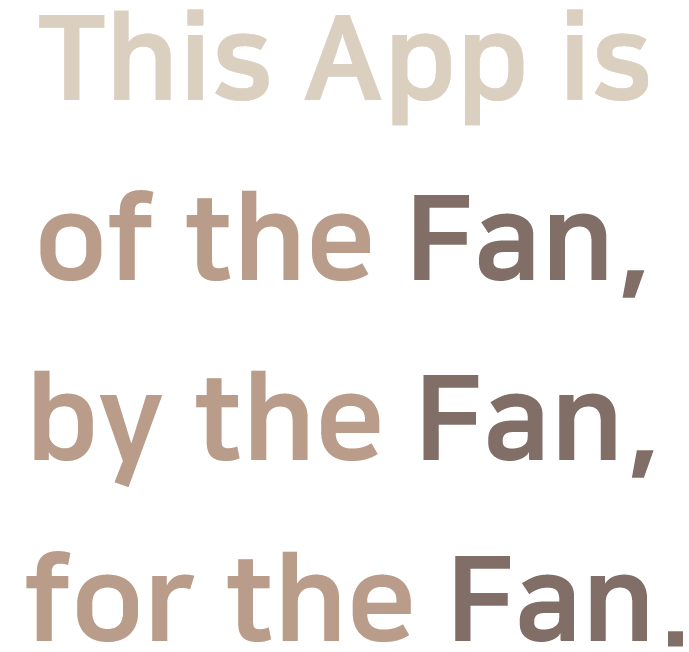 This App is
of the Fan,
by the Fan,
for the Fan.